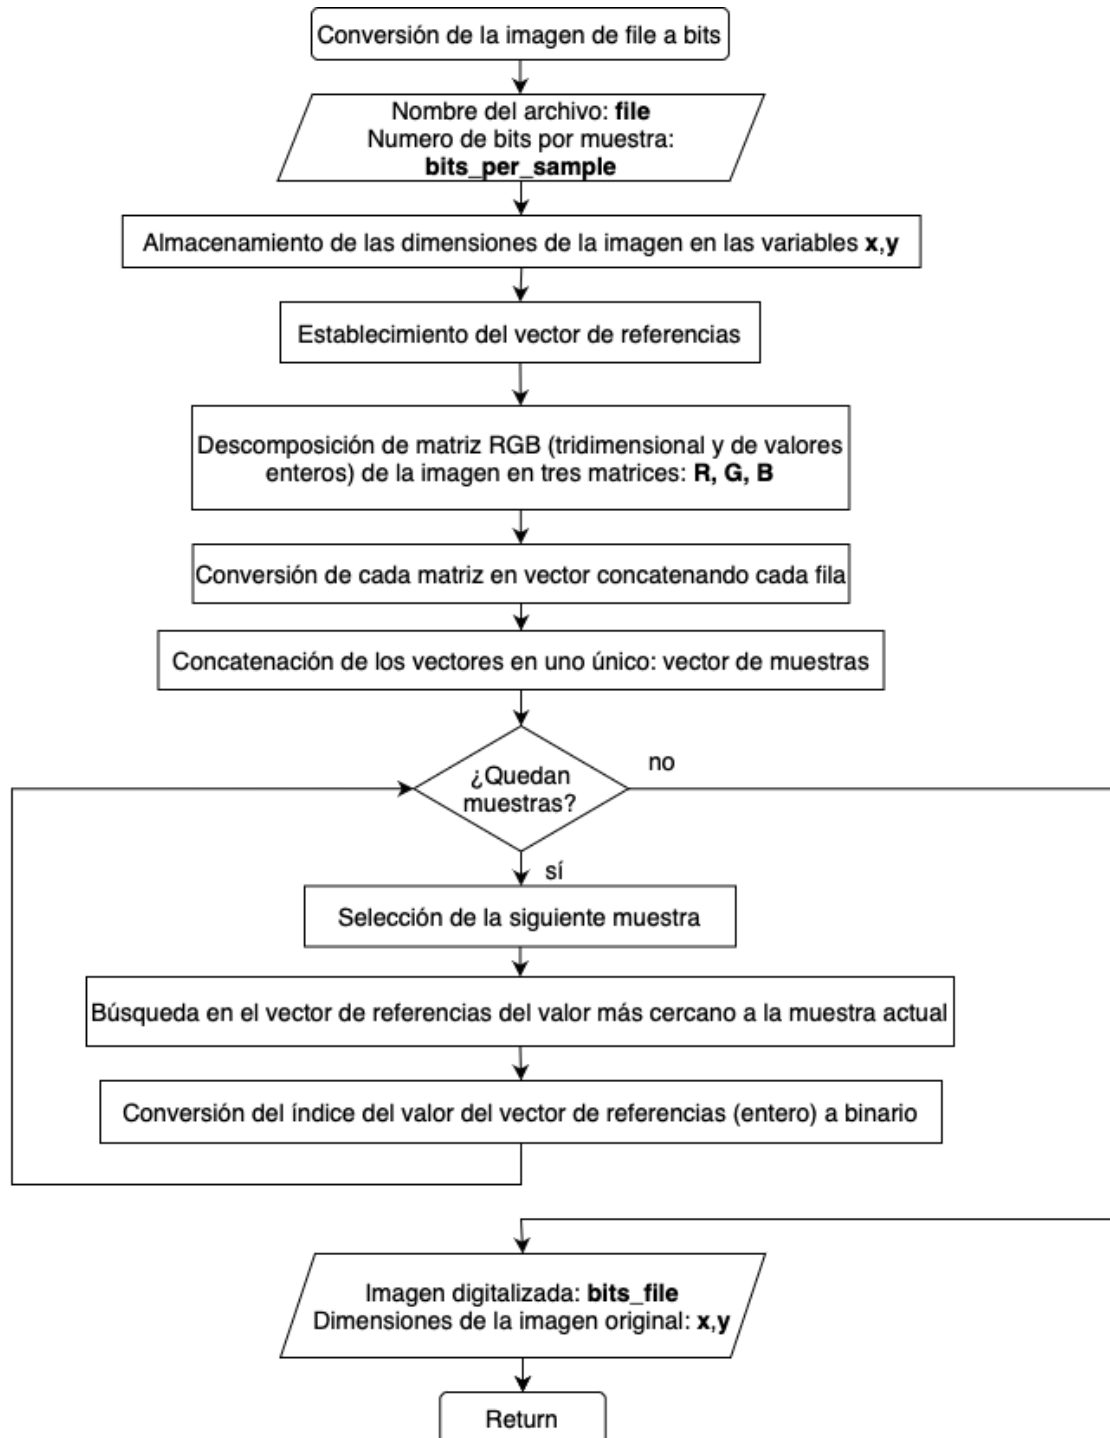 Conversión de la imagen de file a bits
Nombre del archivo: file
Numero de bits por muestra:
bits_per_sample
Almacenamiento de las dimensiones de la imagen en las variables x,y
Establecimiento del vector de referencias
Descomposición de matriz RGB (tridimensional y de valores
enteros) de la imagen en tres matrices: R, G, B
Conversión de cada matriz en vector concatenando cada fila
Concatenación de los vectores en uno único: vector de muestras
¿Quedan
muestras?
no
sí
Selección de la siguiente muestra
Búsqueda en el vector de referencias del valor más cercano a la muestra actual
Conversión del índice del valor del vector de referencias (entero) a binario
Imagen digitalizada: bits_file
Dimensiones de la imagen original: x,y
Return